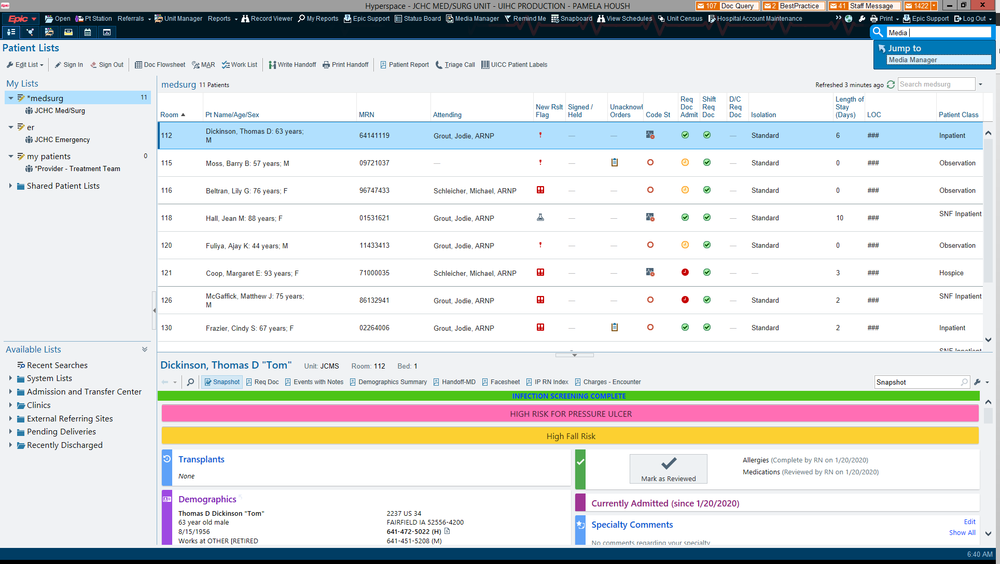 Epic Hyperspace - JCHC MED/SURG UNIT - UIHC PRODUCTION - PAMELA HOUSH 107 Doc Query 2 BestPractice 41 Staff Message 1422
Epic Open Pt Station Referrals Unit Manager Reports Record Viewer My Reports Epic Support Status Board Media Manager Remind Me Snapboard View Schedules Unit Census Hospital Account Maintenance Print Epic Support Log Out
Media
Jump to
Media Manager
Patient Lists
Edit List Sign In Sign Out Doc Flowsheet MAR Work List Write Handoff Print Handoff Patient Report Triage Call UICC Patient Labels
My Lists
*medsurg 11
JCHC Med/Surg
er
JCHC Emergency
my patients 0
*Provider - Treatment Team
Shared Patient Lists
Available Lists
Recent Searches
System Lists
Admission and Transfer Center
Clinics
External Referring Sites
Pending Deliveries
Recently Discharged
medsurg 11 Patients Refreshed 3 minutes ago Search medsurg
Room Pt Name/Age/Sex MRN Attending New Rslt Flag Signed / Held Unacknowl Orders Code St Req Doc Admit Shift Req Doc D/C Req Doc Isolation Length of Stay (Days) LOC Patient Class
112 Dickinson, Thomas D: 63 years; M 64141119 Grout, Jodie, ARNP ! — — — Standard 6 ### Inpatient
115 Moss, Barry B: 57 years; M 09721037 — ! — — Standard 0 ### Observation
116 Beltran, Lily G: 76 years; F 96747433 Schleicher, Michael, ARNP !! — — — Standard 0 ### Observation
118 Hall, Jean M: 88 years; F 01531621 Grout, Jodie, ARNP — — — Standard 10 ### SNF Inpatient
120 Fuliya, Ajay K: 44 years; M 11433413 Grout, Jodie, ARNP ! — — — Standard 0 ### Observation
121 Coop, Margaret E: 93 years; F 71000035 Schleicher, Michael, ARNP !! — — — — 3 ### Hospice
126 McGaffick, Matthew J: 75 years; M 86132941 Grout, Jodie, ARNP !! — — — Standard 2 ### SNF Inpatient
130 Frazier, Cindy S: 67 years; F 02264006 Grout, Jodie, ARNP !! — — Standard 2 ### Inpatient
SNF Inpatient
Dickinson, Thomas D "Tom" Unit: JCMS Room: 112 Bed: 1
Snapshot Req Doc Events with Notes Demographics Summary Handoff-MD Facesheet IP RN Index Charges - Encounter Snapshot
INFECTION SCREENING COMPLETE
HIGH RISK FOR PRESSURE ULCER
High Fall Risk
Transplants
None
Demographics
Thomas D Dickinson "Tom" 2237 US 34
63 year old male FAIRFIELD IA 52556-4200
8/15/1956 641-472-5022 (H)
Works at OTHER [RETIRED 641-451-5208 (M)
Mark as Reviewed
Allergies (Complete by RN on 1/20/2020)
Medications (Reviewed by RN on 1/20/2020)
Currently Admitted (since 1/20/2020)
Specialty Comments Edit
Show All
No comments regarding your specialty
6:40 AM